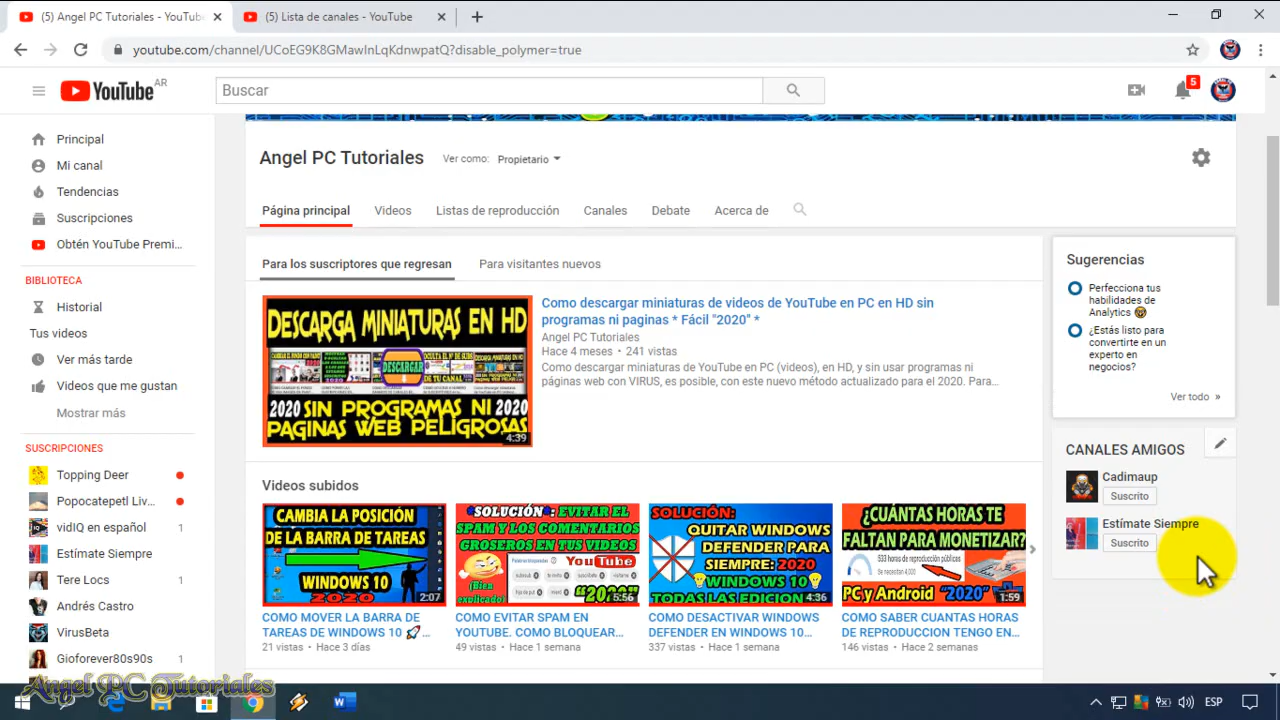 (5) Angel PC Tutoriales - YouTub
(5) Lista de canales - YouTube
youtube.com/channel/UCoEG9K8GMawInLqKdnwpatQ?disable_polymer=true
YouTube AR
Buscar
5
Principal
Mi canal
Tendencias
Suscripciones
Obtén YouTube Premi...
BIBLIOTECA
Historial
Tus videos
Ver más tarde
Videos que me gustan
Mostrar más
SUSCRIPCIONES
Topping Deer
Popocatepetl Liv...
vidIQ en español 1
Estímate Siempre
Tere Locs 1
Andrés Castro
VirusBeta
Gioforever80s90s 1
Angel PC Tutoriales
Ver como: Propietario
Página principal
Videos
Listas de reproducción
Canales
Debate
Acerca de
Para los suscriptores que regresan
Para visitantes nuevos
DESCARGA MINIATURAS EN HD
DESCARGAR
2020 SIN PROGRAMAS NI 2020
PAGINAS WEB PELIGROSAS
4:39
Como descargar miniaturas de videos de YouTube en PC en HD sin
programas ni paginas * Fácil "2020" *
Angel PC Tutoriales
Hace 4 meses • 241 vistas
Como descargar miniaturas de YouTube en PC (videos), en HD, y sin usar programas ni
páginas web con VIRUS, es posible, con este nuevo método actualizado para el 2020. Para...
Videos subidos
CAMBIA LA POSICIÓN
DE LA BARRA DE TAREAS
WINDOWS 10
2020
2:07
COMO MOVER LA BARRA DE
TAREAS DE WINDOWS 10 🚀...
21 vistas • Hace 3 días
*SOLUCIÓN*: EVITAR EL
SPAM Y LOS COMENTARIOS
GROSEROS EN TUS VIDEOS
YouTube
¡Bien
explicado!
"2020"
5:56
COMO EVITAR SPAM EN
YOUTUBE. COMO BLOQUEAR...
49 vistas • Hace 1 semana
SOLUCIÓN:
QUITAR WINDOWS
DEFENDER PARA
SIEMPRE: 2020
WINDOWS 10
TODAS LAS EDICION
4:36
COMO DESACTIVAR WINDOWS
DEFENDER EN WINDOWS 10...
337 vistas • Hace 1 semana
¿CUÁNTAS HORAS TE
FALTAN PARA MONETIZAR?
533 horas de reproducción públicas
Se necesitan 4,000
PC y Android "2020"
1:59
COMO SABER CUANTAS HORAS
DE REPRODUCCION TENGO EN...
146 vistas • Hace 2 semanas
Sugerencias
Perfecciona tus
habilidades de
Analytics
¿Estás listo para
convertirte en un
experto en
negocios?
Ver todo »
CANALES AMIGOS
Cadimaup
Suscrito
Estímate Siempre
Suscrito
Angel PC Tutoriales
ESP